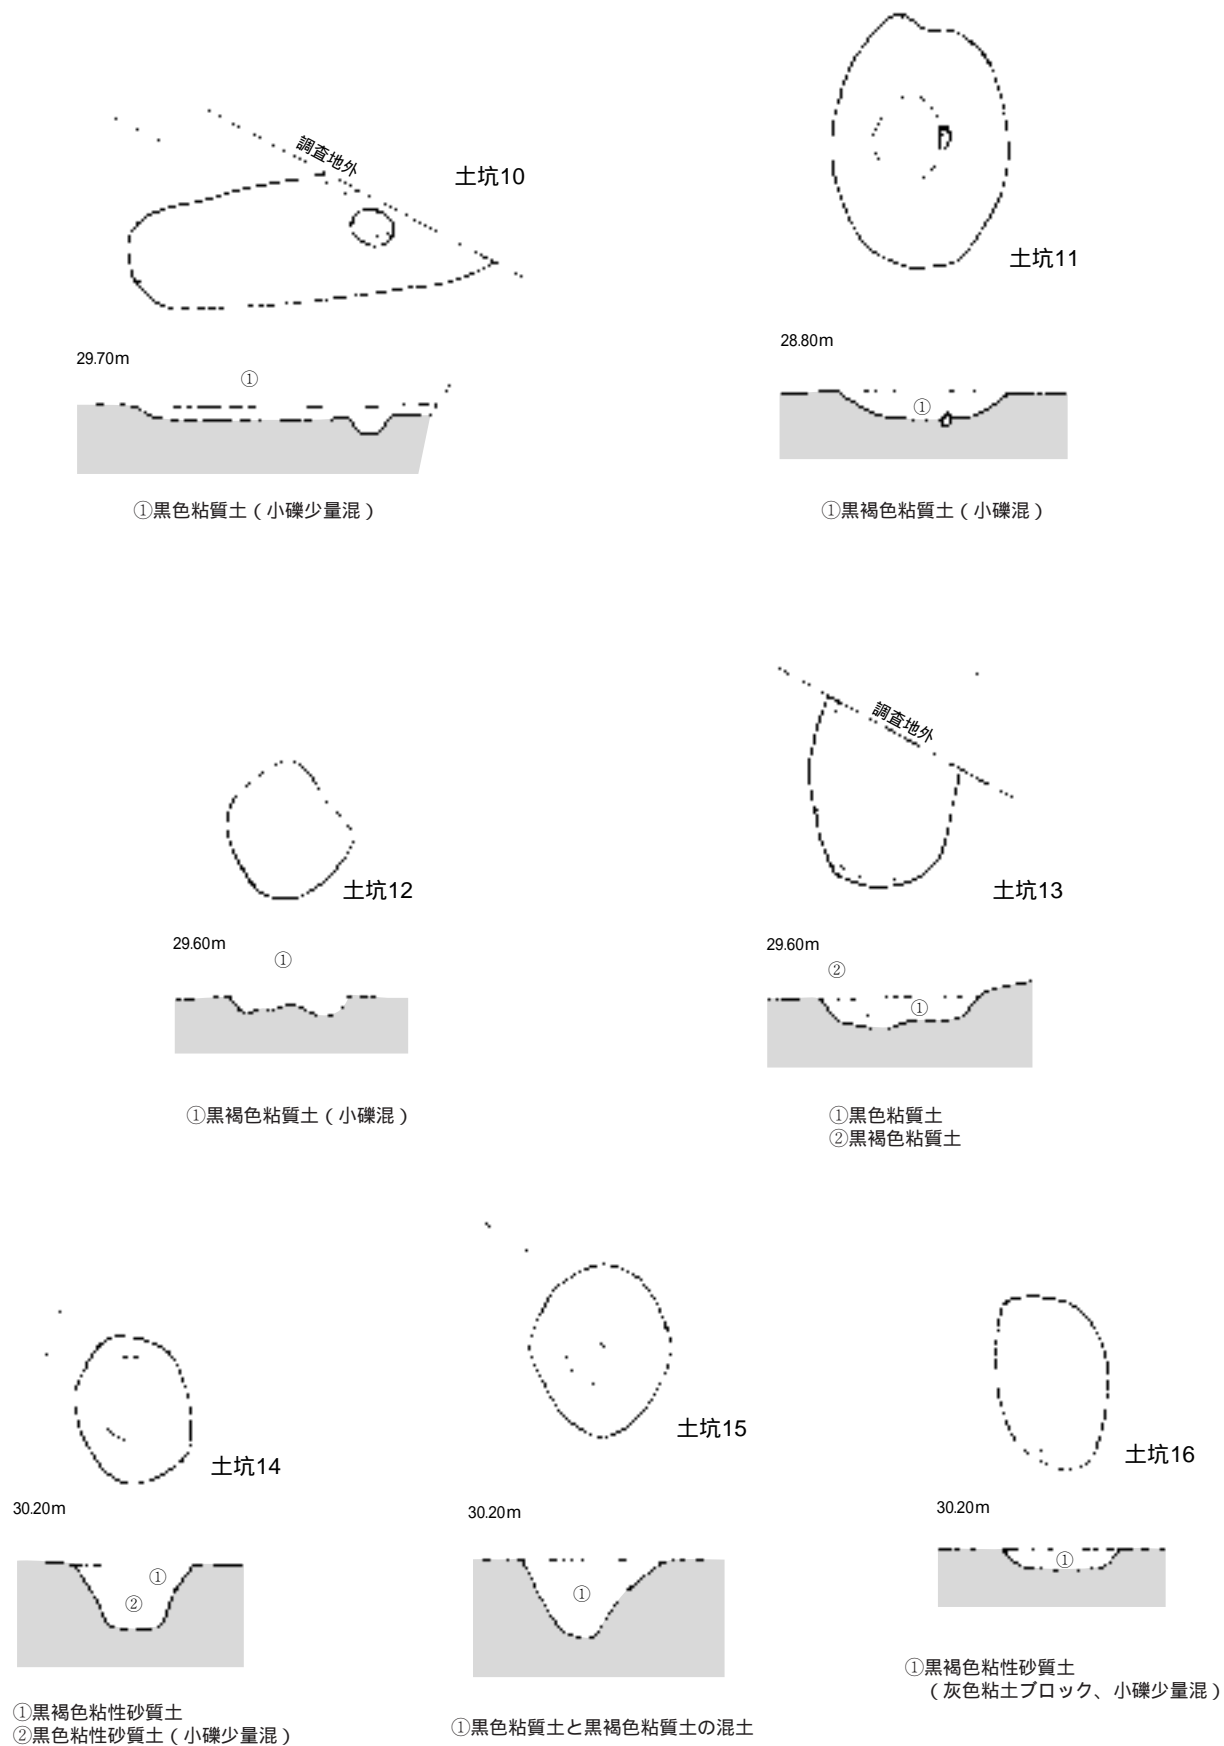 調査地外
土坑10
土坑11
29.70m
①
①黒色粘質土（小礫少量混）
28.80m
①
①黒褐色粘質土（小礫混）
土坑12
調査地外
土坑13
29.60m
①
①黒褐色粘質土（小礫混）
29.60m
②
①
①黒色粘質土
②黒褐色粘質土
土坑14
土坑15
土坑16
30.20m
①
②
①黒褐色粘性砂質土
②黒色粘性砂質土（小礫少量混）
30.20m
①
①黒色粘質土と黒褐色粘質土の混土
30.20m
①
①黒褐色粘性砂質土
（灰色粘土ブロック、小礫少量混）